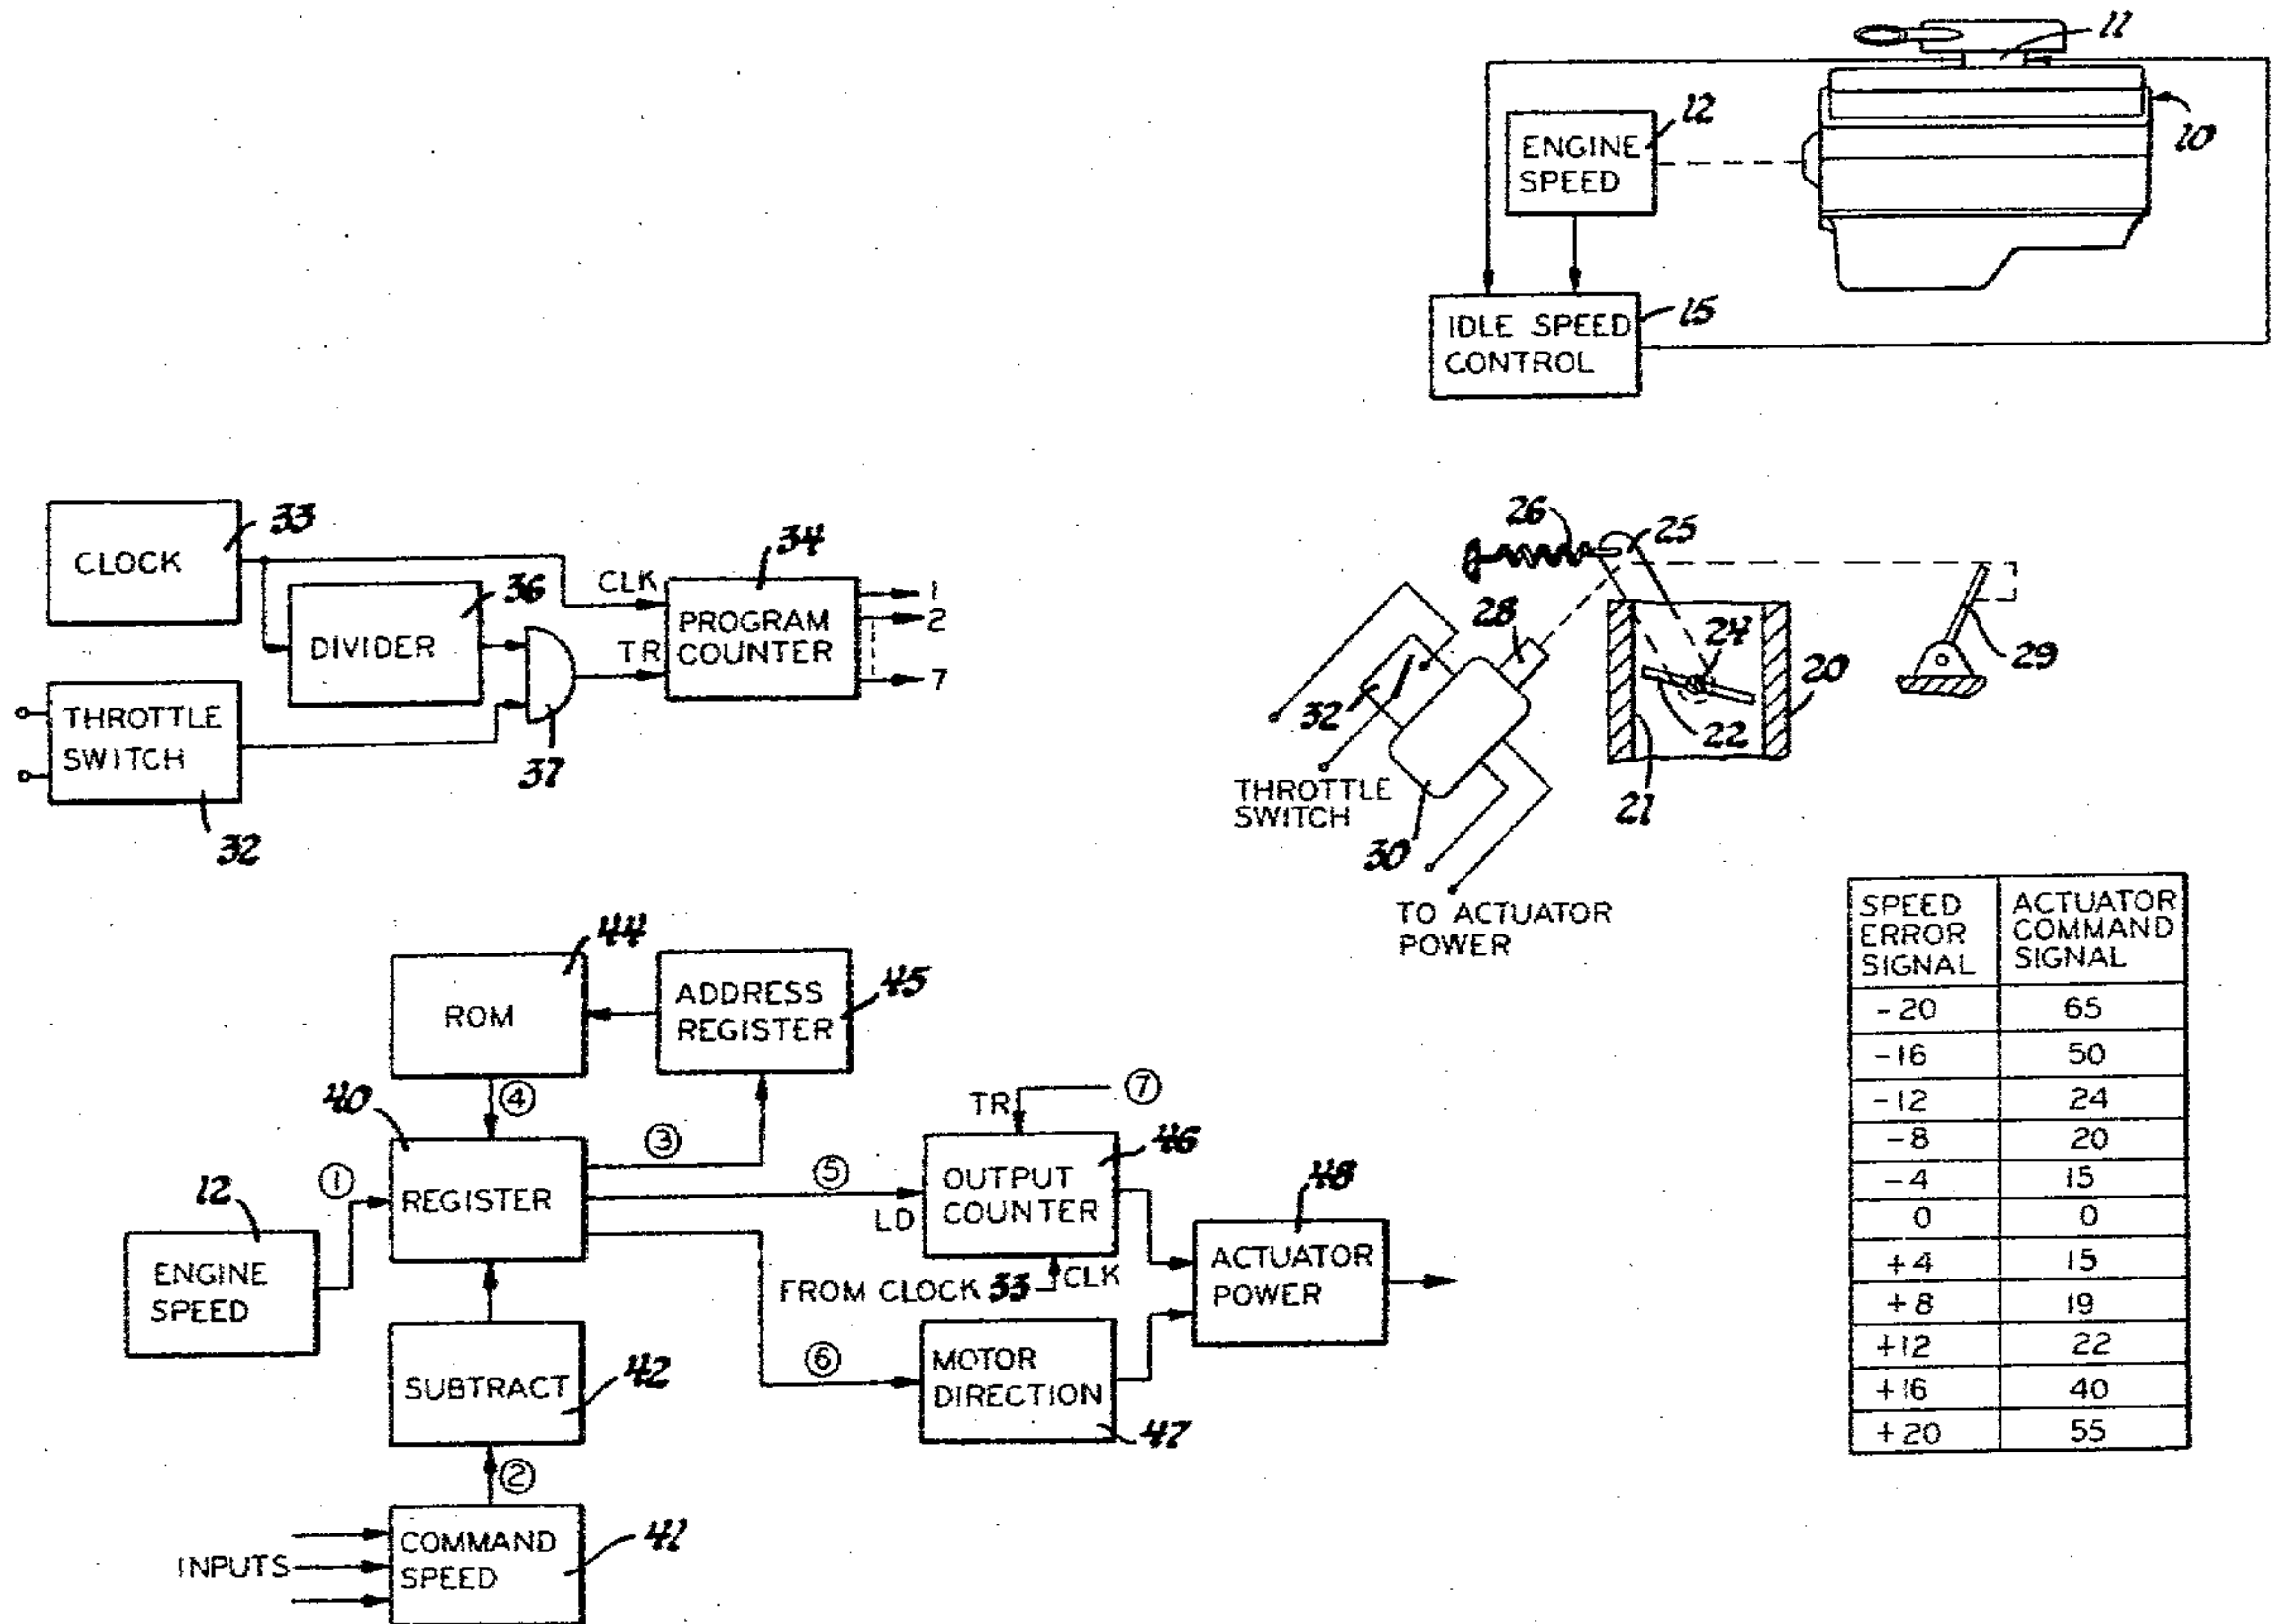 11
12
ENGINE
SPEED
10
IDLE SPEED
CONTROL
15
CLOCK
33
DIVIDER
36
THROTTLE
SWITCH
32
37
CLK
TR
PROGRAM
COUNTER
34
1
2
7
26
25
28
24
20
22
21
29
32
30
THROTTLE
SWITCH
TO ACTUATOR
POWER
ROM
44
ADDRESS
REGISTER
45
40
REGISTER
④
③
⑤
⑥
①
12
ENGINE
SPEED
SUBTRACT
42
②
COMMAND
SPEED
41
INPUTS
TR
⑦
OUTPUT
COUNTER
46
LD
FROM CLOCK 33
CLK
MOTOR
DIRECTION
47
ACTUATOR
POWER
48
SPEED ERROR SIGNAL ACTUATOR COMMAND SIGNAL
-20 65
-16 50
-12 24
-8 20
-4 15
0 0
+4 15
+8 19
+12 22
+16 40
+20 55